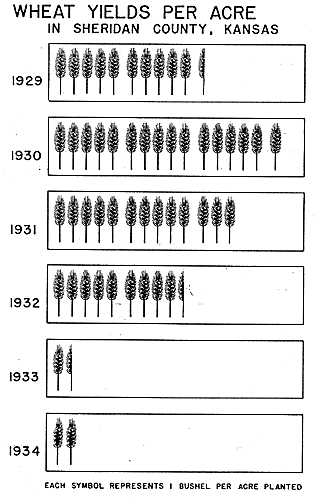 WHEAT YIELDS PER ACRE
IN SHERIDAN COUNTY, KANSAS
1929
1930
1931
1932
1933
1934
EACH SYMBOL REPRESENTS 1 BUSHEL PER ACRE PLANTED